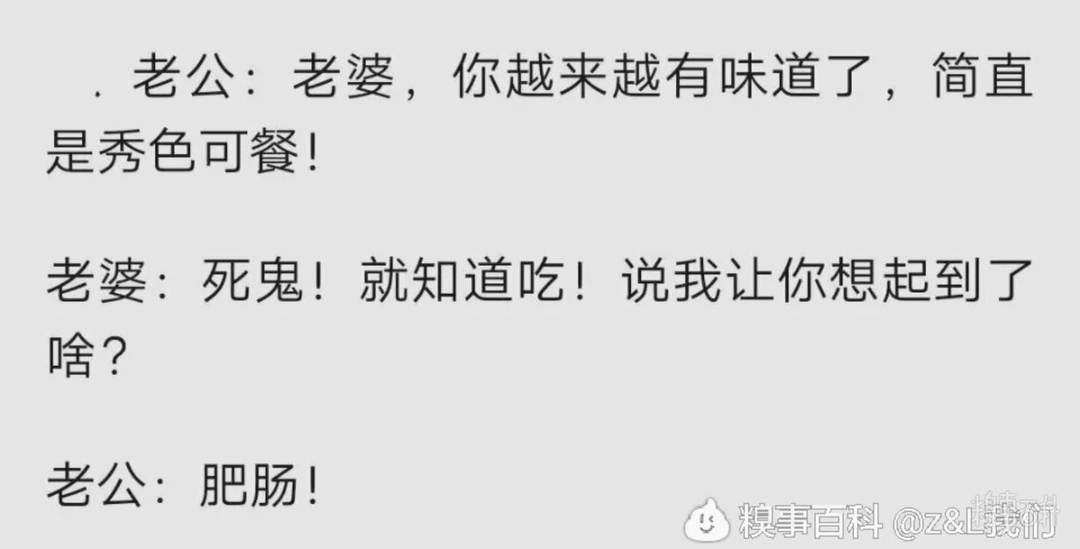 ．老公：老婆，你越来越有味道了，简直
是秀色可餐！
老婆：死鬼！就知道吃！说我让你想起到了
啥？
老公：肥肠！
糗事百科 @z&L我们